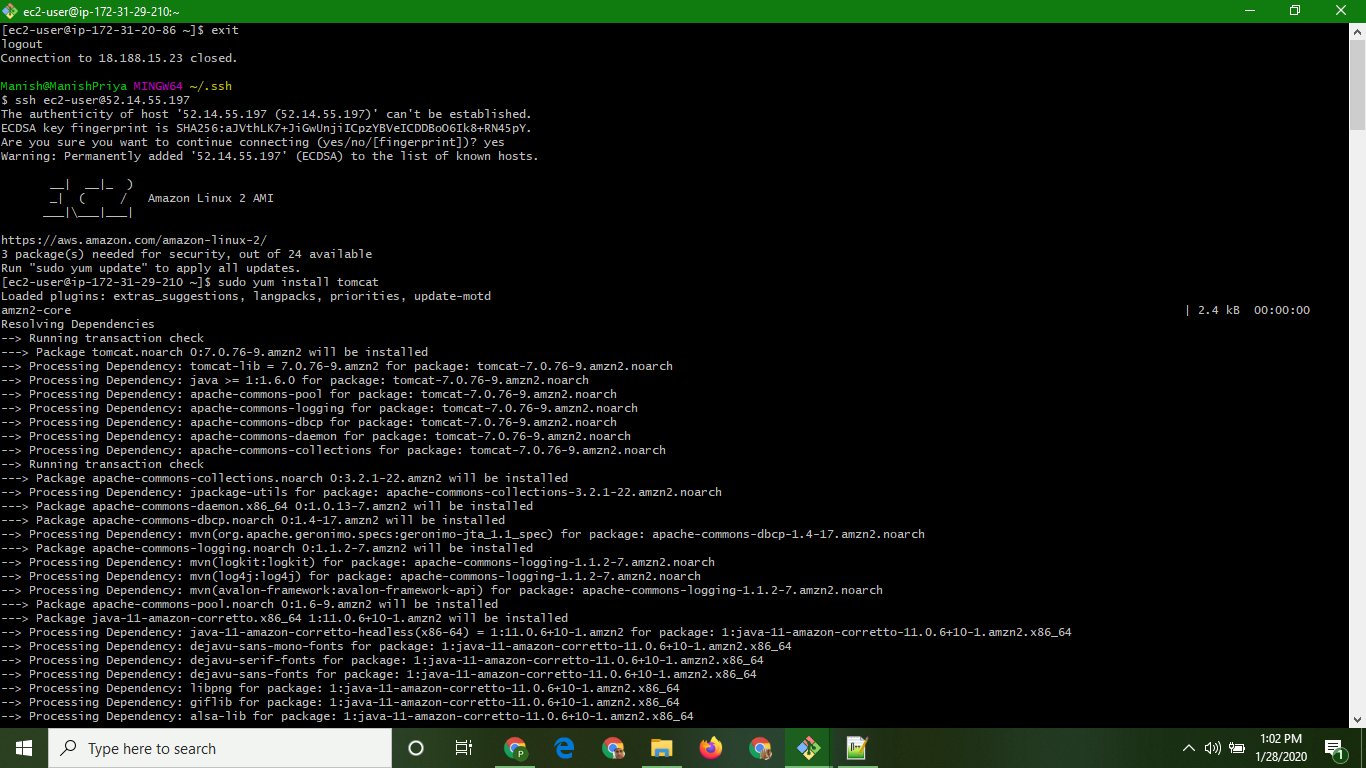 ec2-user@ip-172-31-29-210:~
[ec2-user@ip-172-31-20-86 ~]$ exit
logout
Connection to 18.188.15.23 closed.
Manish@ManishPriya MINGW64 ~/.ssh
$ ssh ec2-user@52.14.55.197
The authenticity of host '52.14.55.197 (52.14.55.197)' can't be established.
ECDSA key fingerprint is SHA256:aJVthLK7+JiGwUnjiICpzYBVeICDDBoO6Ik8+RN45pY.
Are you sure you want to continue connecting (yes/no/[fingerprint])? yes
Warning: Permanently added '52.14.55.197' (ECDSA) to the list of known hosts.
       __|  __|_  )
       _|  (     /   Amazon Linux 2 AMI
      ___|\___|___|
https://aws.amazon.com/amazon-linux-2/
3 package(s) needed for security, out of 24 available
Run "sudo yum update" to apply all updates.
[ec2-user@ip-172-31-29-210 ~]$ sudo yum install tomcat
Loaded plugins: extras_suggestions, langpacks, priorities, update-motd
amzn2-core | 2.4 kB  00:00:00
Resolving Dependencies
--> Running transaction check
---> Package tomcat.noarch 0:7.0.76-9.amzn2 will be installed
--> Processing Dependency: tomcat-lib = 7.0.76-9.amzn2 for package: tomcat-7.0.76-9.amzn2.noarch
--> Processing Dependency: java >= 1:1.6.0 for package: tomcat-7.0.76-9.amzn2.noarch
--> Processing Dependency: apache-commons-pool for package: tomcat-7.0.76-9.amzn2.noarch
--> Processing Dependency: apache-commons-logging for package: tomcat-7.0.76-9.amzn2.noarch
--> Processing Dependency: apache-commons-dbcp for package: tomcat-7.0.76-9.amzn2.noarch
--> Processing Dependency: apache-commons-daemon for package: tomcat-7.0.76-9.amzn2.noarch
--> Processing Dependency: apache-commons-collections for package: tomcat-7.0.76-9.amzn2.noarch
--> Running transaction check
---> Package apache-commons-collections.noarch 0:3.2.1-22.amzn2 will be installed
--> Processing Dependency: jpackage-utils for package: apache-commons-collections-3.2.1-22.amzn2.noarch
---> Package apache-commons-daemon.x86_64 0:1.0.13-7.amzn2 will be installed
---> Package apache-commons-dbcp.noarch 0:1.4-17.amzn2 will be installed
--> Processing Dependency: mvn(org.apache.geronimo.specs:geronimo-jta_1.1_spec) for package: apache-commons-dbcp-1.4-17.amzn2.noarch
---> Package apache-commons-logging.noarch 0:1.1.2-7.amzn2 will be installed
--> Processing Dependency: mvn(logkit:logkit) for package: apache-commons-logging-1.1.2-7.amzn2.noarch
--> Processing Dependency: mvn(log4j:log4j) for package: apache-commons-logging-1.1.2-7.amzn2.noarch
--> Processing Dependency: mvn(avalon-framework:avalon-framework-api) for package: apache-commons-logging-1.1.2-7.amzn2.noarch
---> Package apache-commons-pool.noarch 0:1.6-9.amzn2 will be installed
---> Package java-11-amazon-corretto.x86_64 1:11.0.6+10-1.amzn2 will be installed
--> Processing Dependency: java-11-amazon-corretto-headless(x86-64) = 1:11.0.6+10-1.amzn2 for package: 1:java-11-amazon-corretto-11.0.6+10-1.amzn2.x86_64
--> Processing Dependency: dejavu-sans-mono-fonts for package: 1:java-11-amazon-corretto-11.0.6+10-1.amzn2.x86_64
--> Processing Dependency: dejavu-serif-fonts for package: 1:java-11-amazon-corretto-11.0.6+10-1.amzn2.x86_64
--> Processing Dependency: dejavu-sans-fonts for package: 1:java-11-amazon-corretto-11.0.6+10-1.amzn2.x86_64
--> Processing Dependency: libpng for package: 1:java-11-amazon-corretto-11.0.6+10-1.amzn2.x86_64
--> Processing Dependency: giflib for package: 1:java-11-amazon-corretto-11.0.6+10-1.amzn2.x86_64
--> Processing Dependency: alsa-lib for package: 1:java-11-amazon-corretto-11.0.6+10-1.amzn2.x86_64
Type here to search
P
1:02 PM
1/28/2020
1